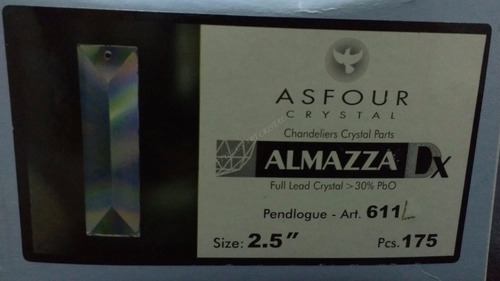 ASFOUR
CRYSTAL
Chandeliers Crystal Parts
ALMAZZA Dx
Full Lead Crystal > 30% PbO
Pendlogue - Art. 611L
Size: 2.5" Pcs. 175